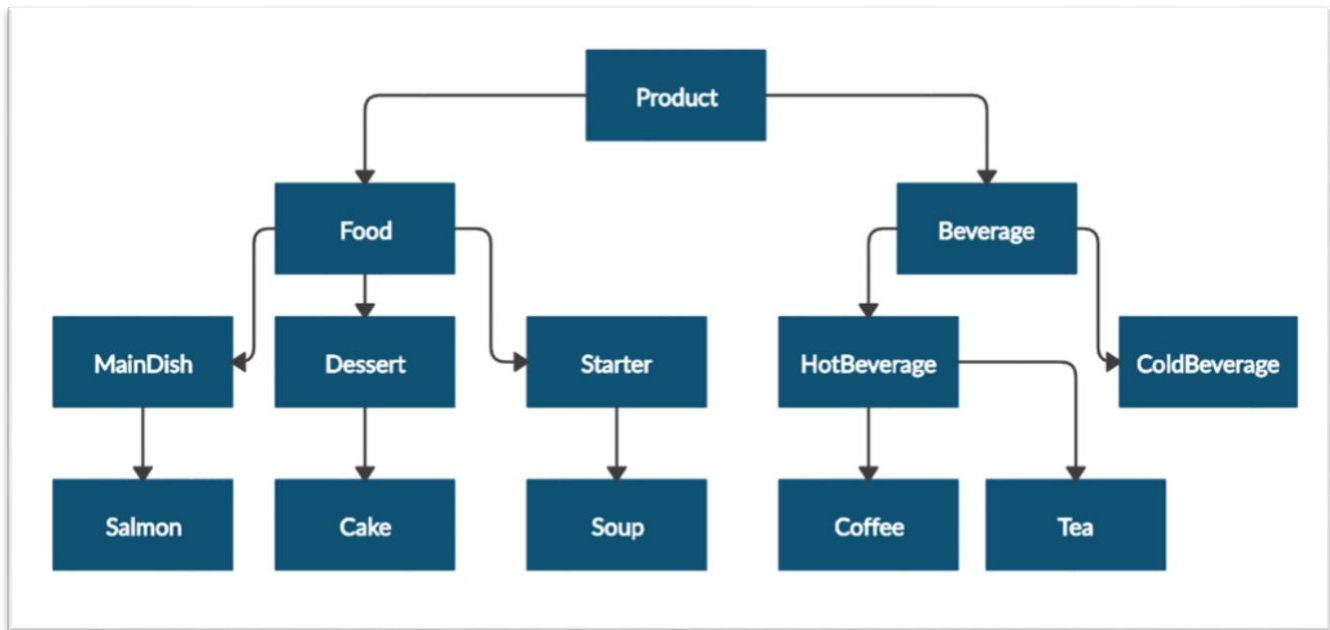 Product
Food
Beverage
MainDish
Dessert
Starter
HotBeverage
ColdBeverage
Salmon
Cake
Soup
Coffee
Tea